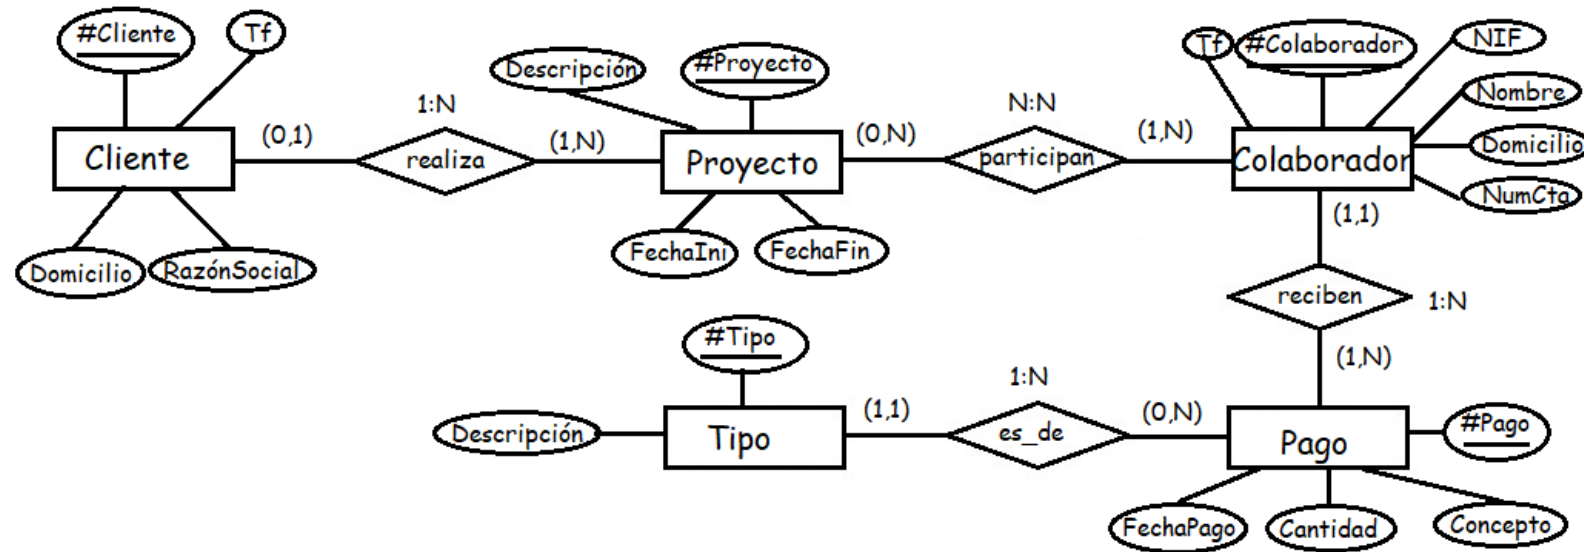 #Cliente
Tf
Descripción
#Proyecto
Tf
#Colaborador
NIF
Nombre
Domicilio
NumCta
1:N
N:N
Cliente
(0,1)
realiza
(1,N)
Proyecto
(0,N)
participan
(1,N)
Colaborador
Domicilio
RazónSocial
FechaIni
FechaFin
(1,1)
reciben
1:N
(1,N)
#Tipo
1:N
Descripción
Tipo
(1,1)
es_de
(0,N)
Pago
#Pago
FechaPago
Cantidad
Concepto